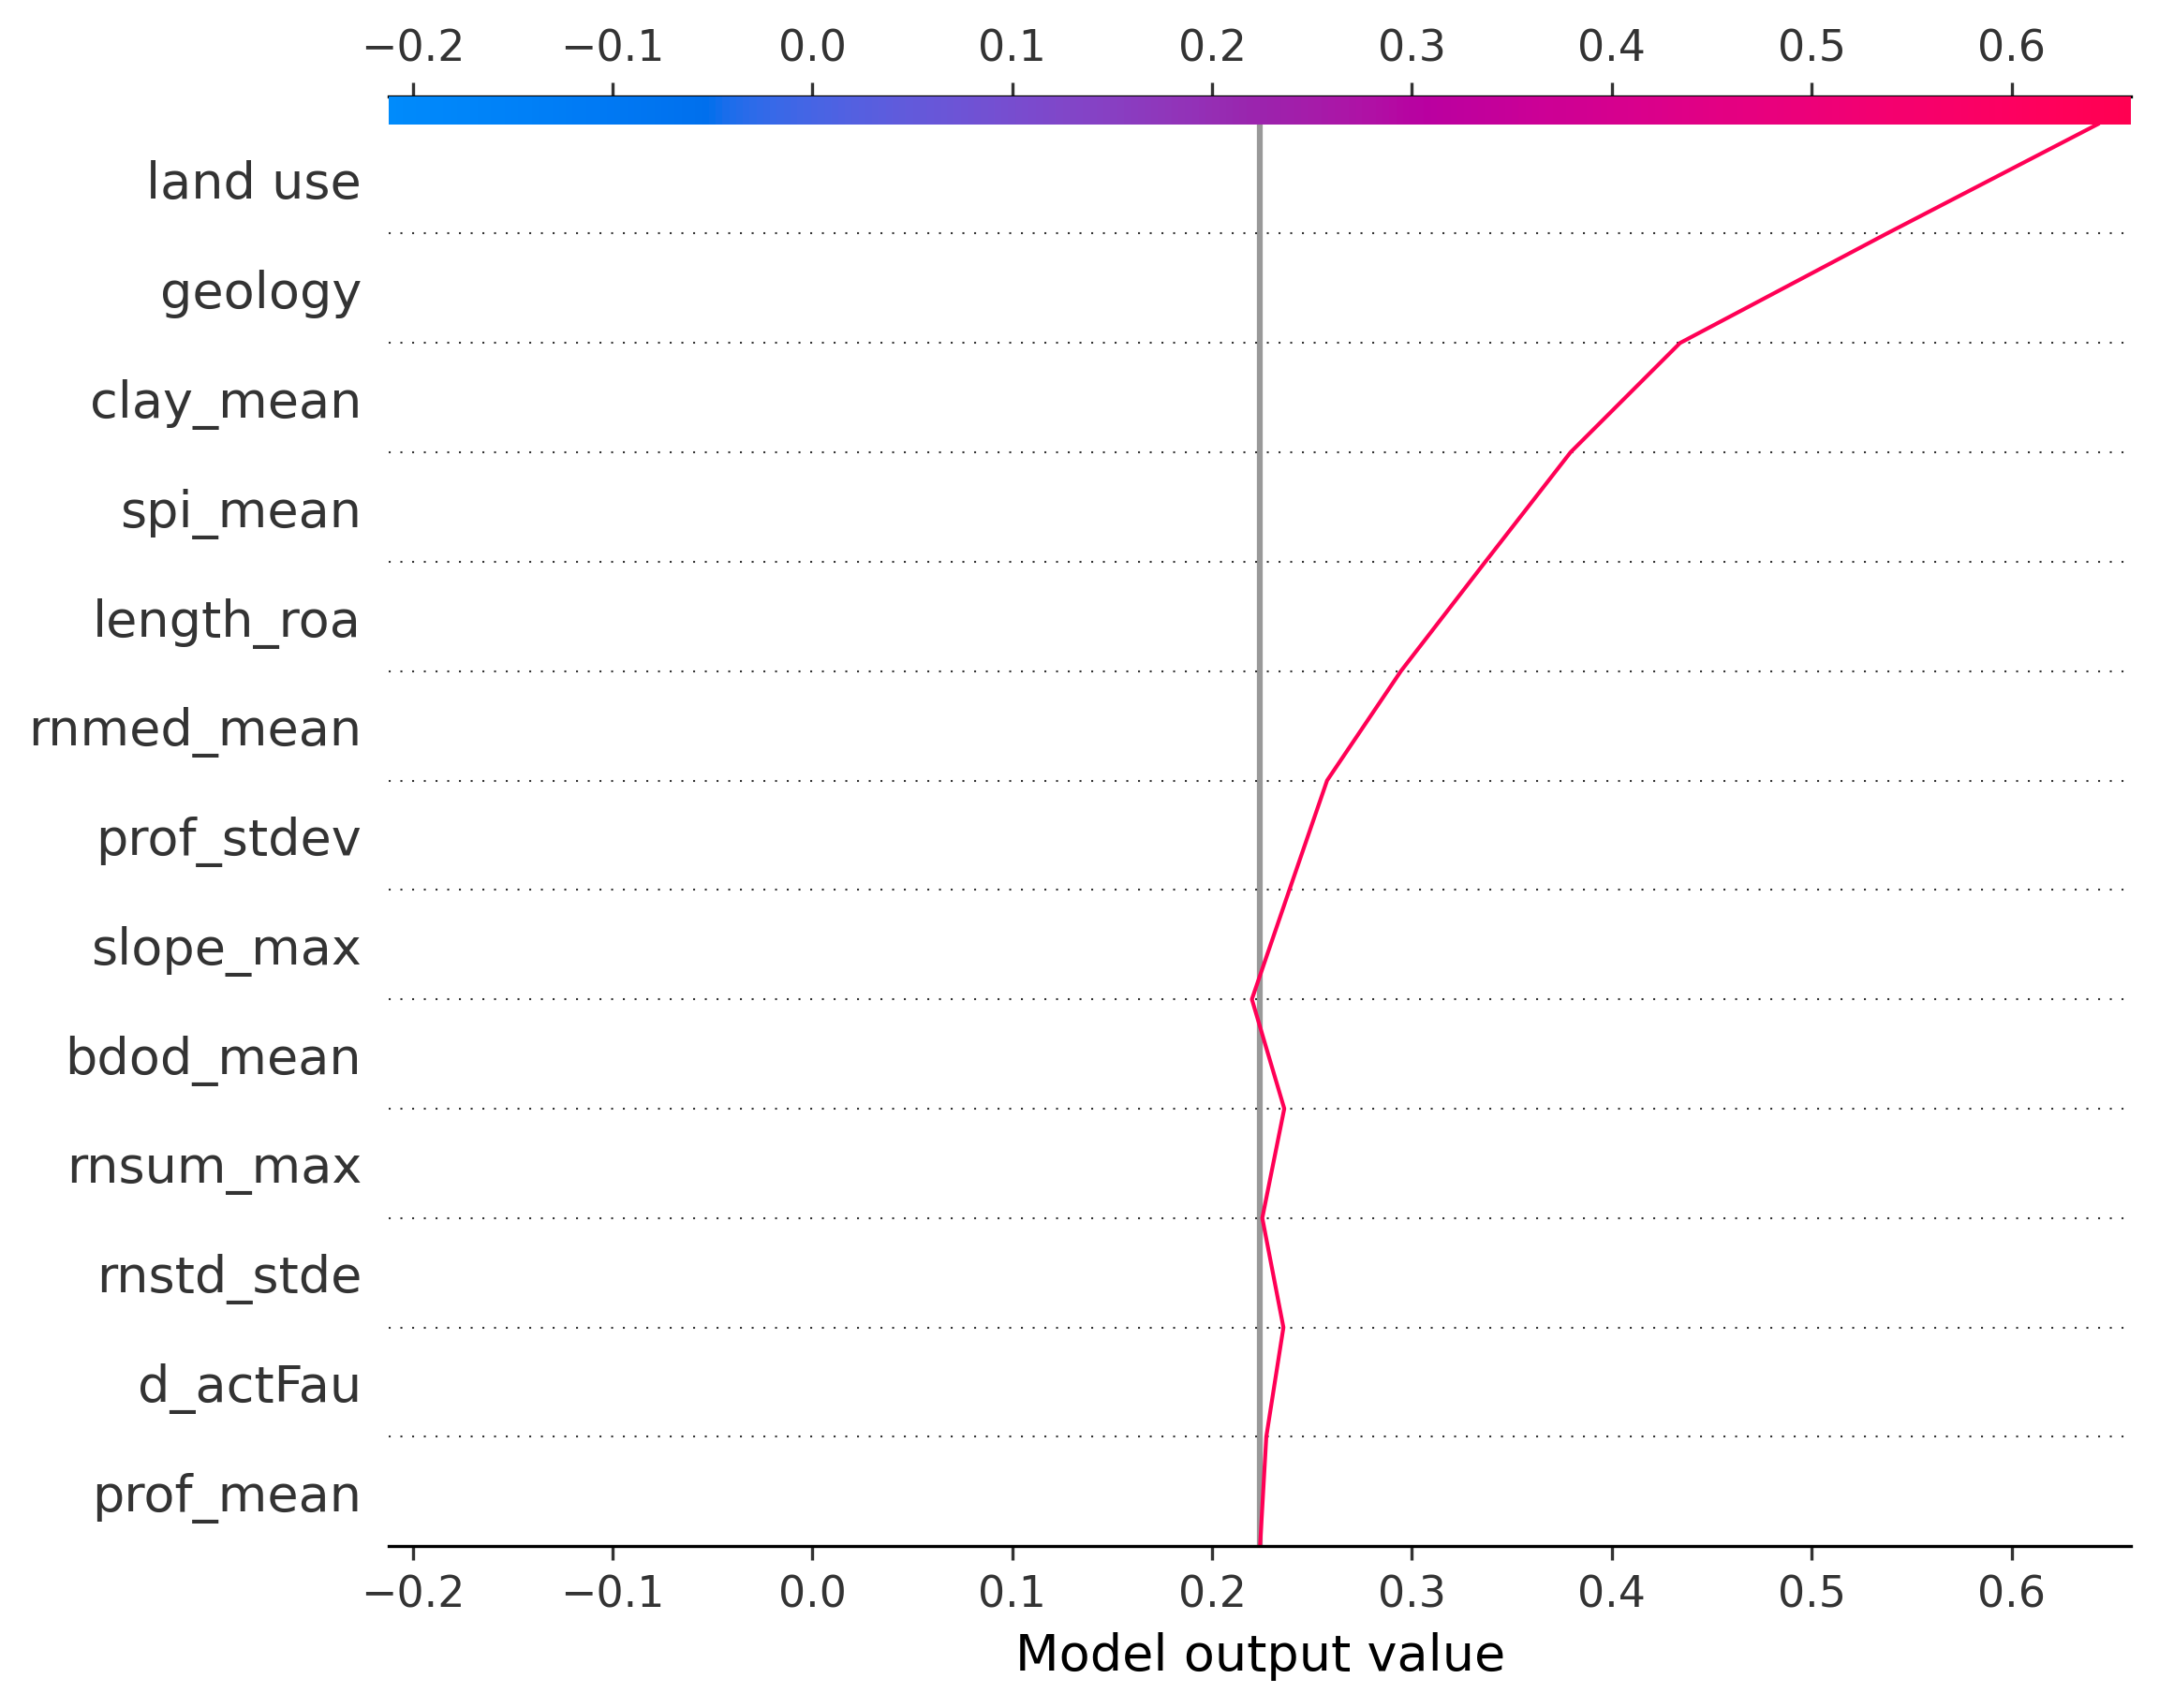 −0.2 −0.1 0.0 0.1 0.2 0.3 0.4 0.5 0.6
land use
geology
clay_mean
spi_mean
length_roa
rnmed_mean
prof_stdev
slope_max
bdod_mean
rnsum_max
rnstd_stde
d_actFau
prof_mean
−0.2 −0.1 0.0 0.1 0.2 0.3 0.4 0.5 0.6
Model output value